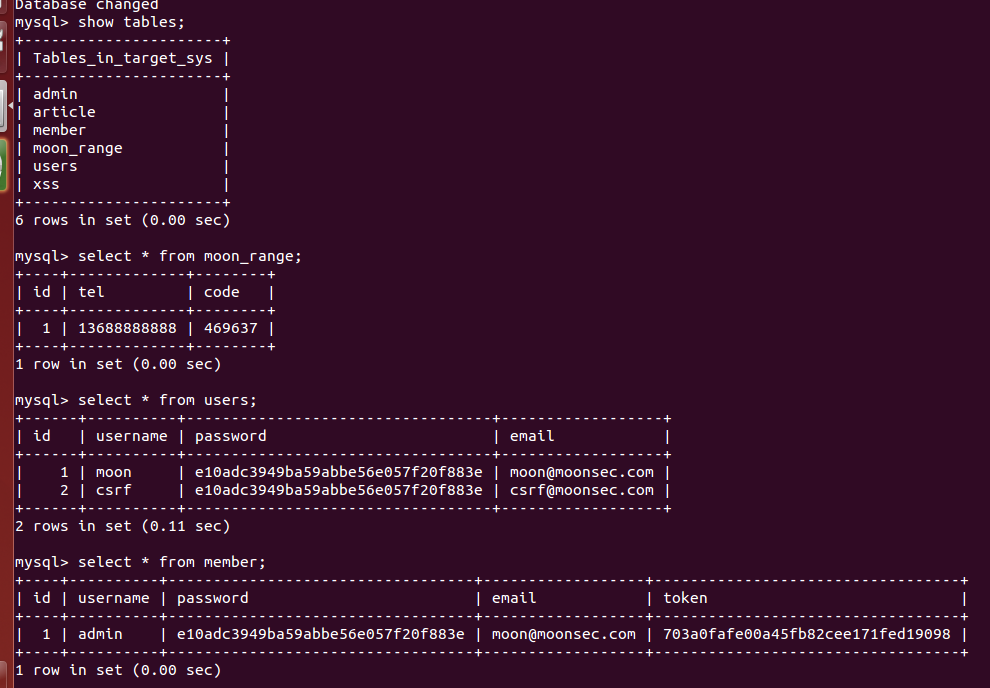 Database changed
mysql> show tables;
+----------------------+
| Tables_in_target_sys |
+----------------------+
| admin                |
| article              |
| member               |
| moon_range           |
| users                |
| xss                  |
+----------------------+
6 rows in set (0.00 sec)

mysql> select * from moon_range;
+----+-------------+--------+
| id | tel         | code   |
+----+-------------+--------+
|  1 | 13688888888 | 469637 |
+----+-------------+--------+
1 row in set (0.00 sec)

mysql> select * from users;
+------+----------+----------------------------------+------------------+
| id   | username | password                         | email            |
+------+----------+----------------------------------+------------------+
|    1 | moon     | e10adc3949ba59abbe56e057f20f883e | moon@moonsec.com |
|    2 | csrf     | e10adc3949ba59abbe56e057f20f883e | csrf@moonsec.com |
+------+----------+----------------------------------+------------------+
2 rows in set (0.11 sec)

mysql> select * from member;
+----+----------+----------------------------------+------------------+----------------------------------+
| id | username | password                         | email            | token                            |
+----+----------+----------------------------------+------------------+----------------------------------+
|  1 | admin    | e10adc3949ba59abbe56e057f20f883e | moon@moonsec.com | 703a0fafe00a45fb82cee171fed19098 |
+----+----------+----------------------------------+------------------+----------------------------------+
1 row in set (0.00 sec)